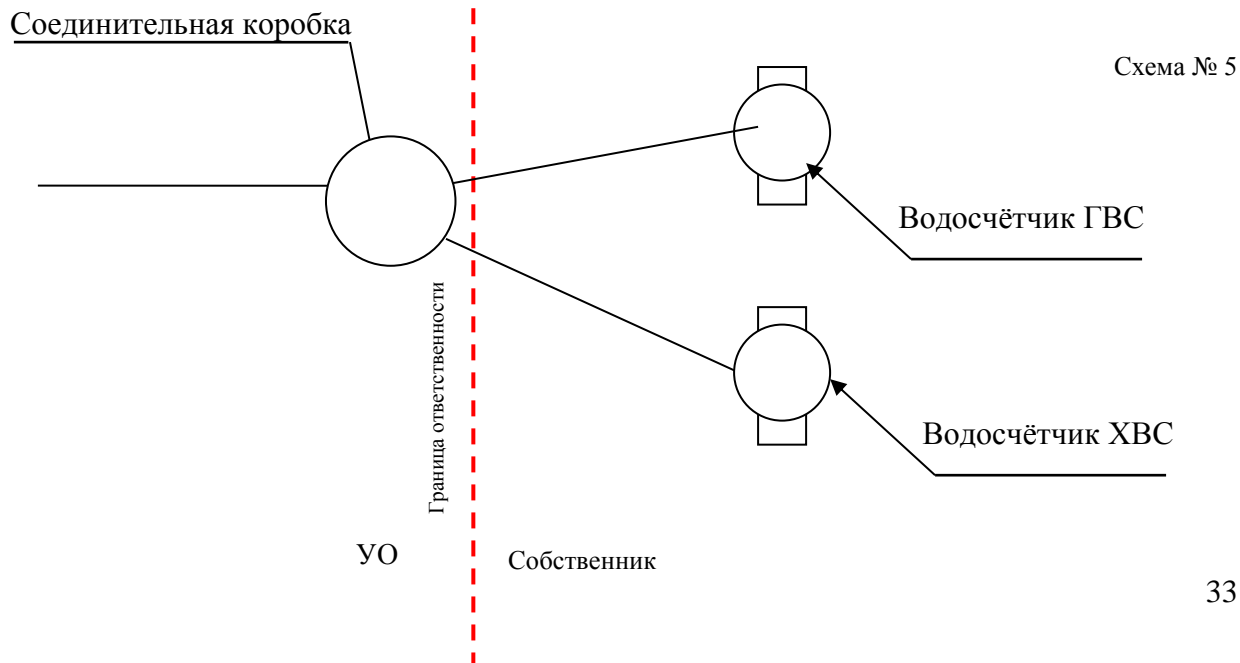 Соединительная коробка
Схема № 5
Водосчётчик ГВС
Граница ответственности
Водосчётчик ХВС
УО
Собственник
33